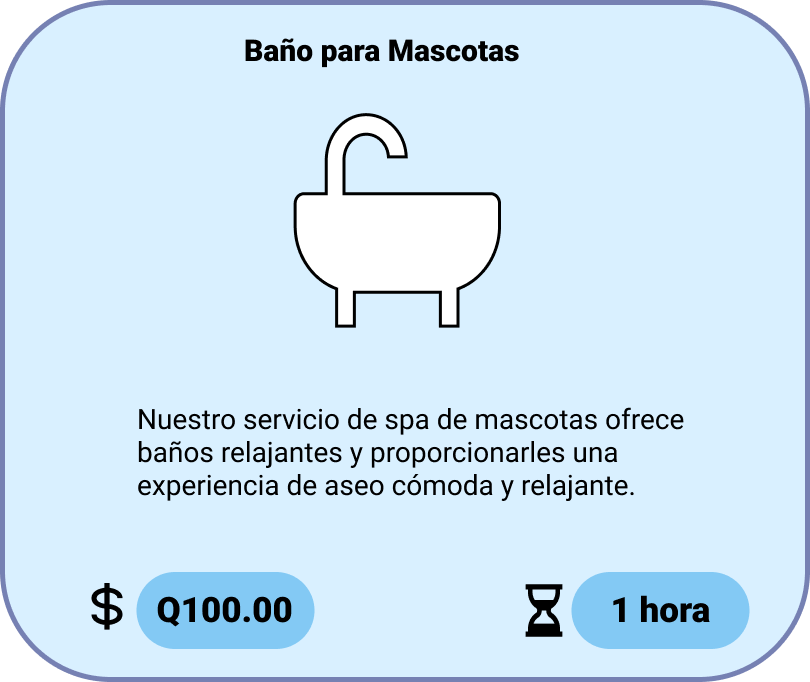 Baño para Mascotas
Nuestro servicio de spa de mascotas ofrece
baños relajantes y proporcionarles una
experiencia de aseo cómoda y relajante.
$ Q100.00
1 hora